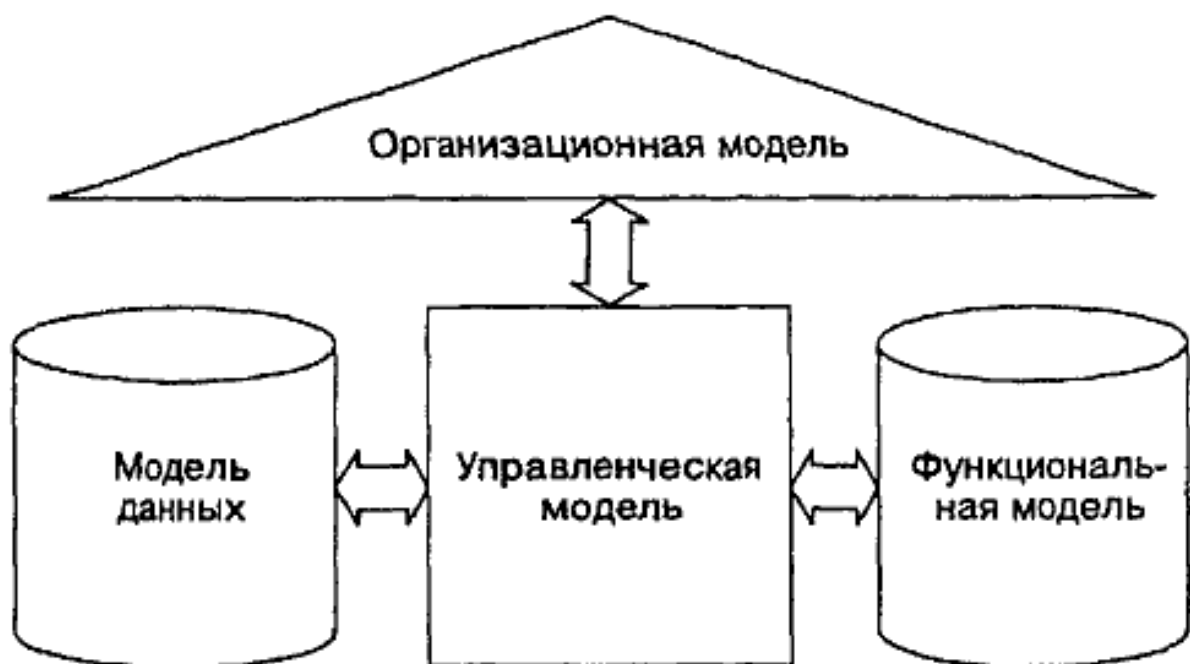 Организационная модель
Модель
данных
Управленческая
модель
Функциональ-
ная модель